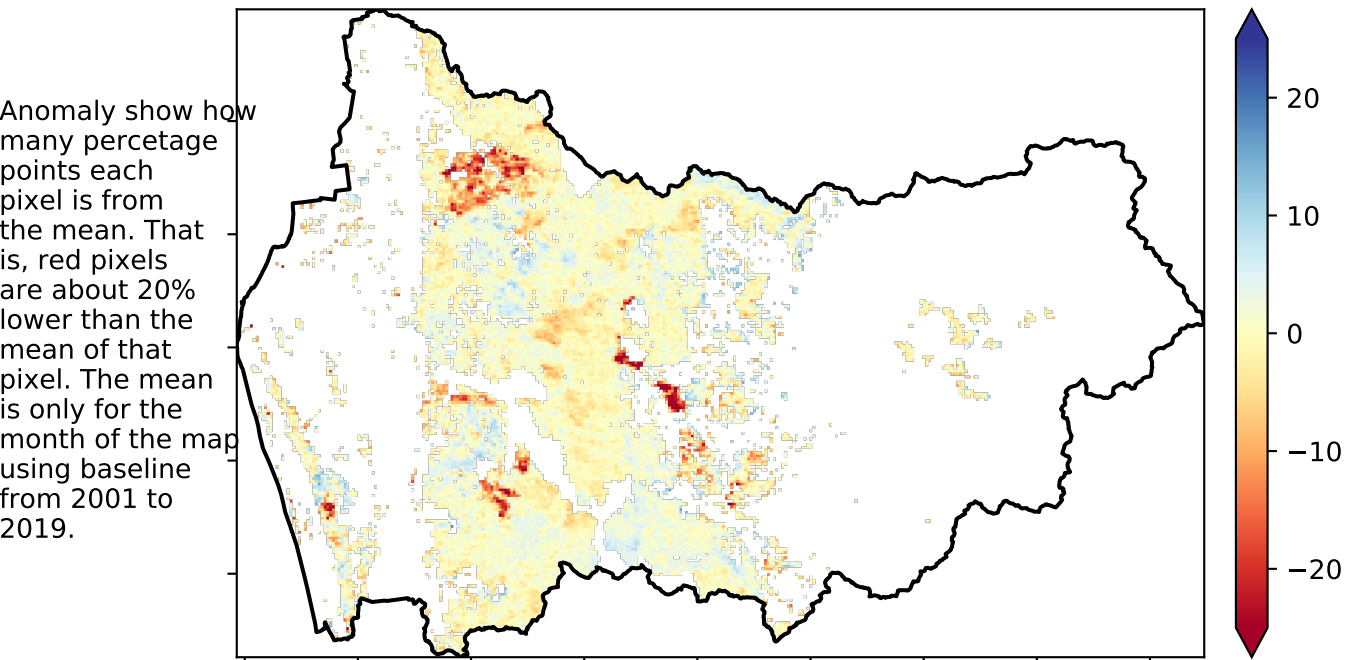 Anomaly show how
many percetage
points each
pixel is from
the mean. That
is, red pixels
are about 20%
lower than the
mean of that
pixel. The mean
is only for the
month of the map
using baseline
from 2001 to
2019.
20
10
0
−10
−20